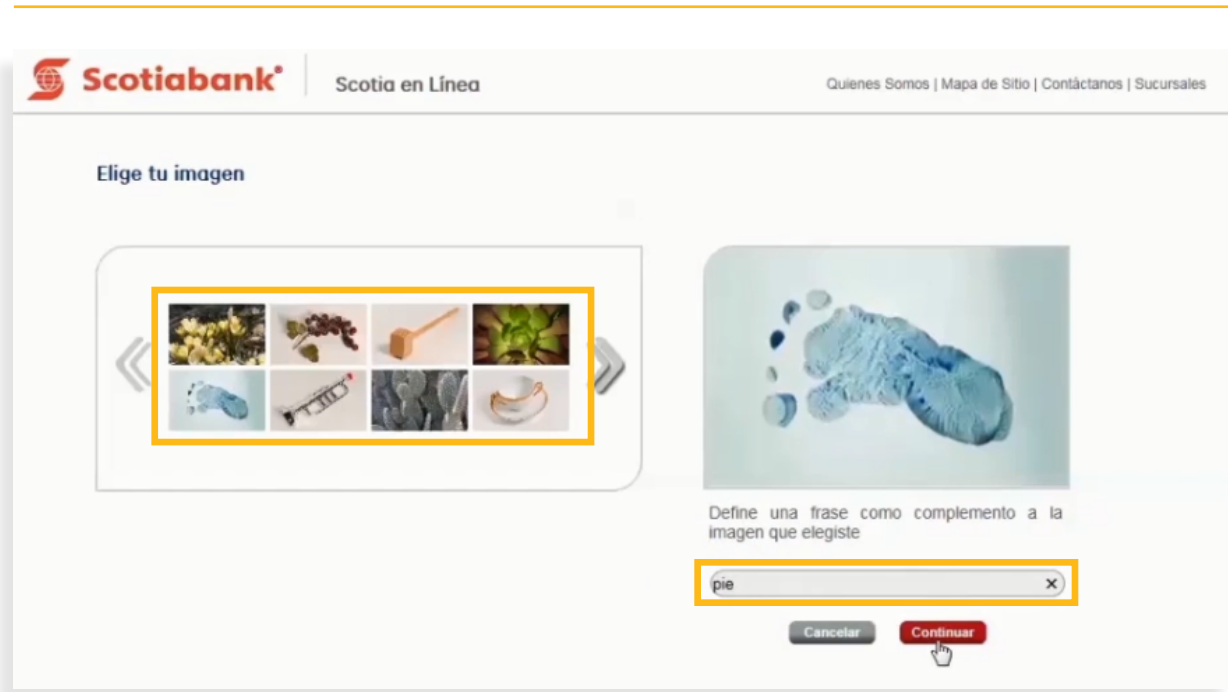 Scotiabank
Scotia en Línea
Quienes Somos | Mapa de Sitio | Contáctanos | Sucursales
Elige tu imagen
Define una frase como complemento a la
imagen que elegiste
pie
Cancelar
Continuar